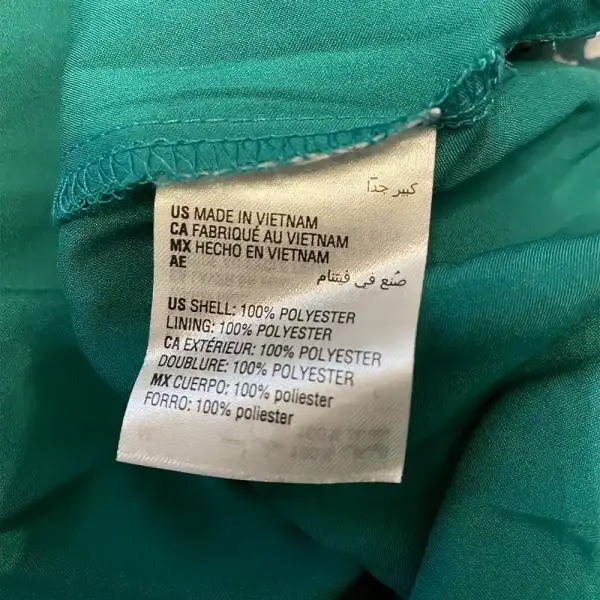 كبير جدًا
US MADE IN VIETNAM
CA FABRIQUÉ AU VIETNAM
MX HECHO EN VIETNAM
AE
صُنع في فيتنام
US SHELL: 100% POLYESTER
LINING: 100% POLYESTER
CA EXTÉRIEUR: 100% POLYESTER
DOUBLURE: 100% POLYESTER
MX CUERPO: 100% poliester
FORRO: 100% poliester